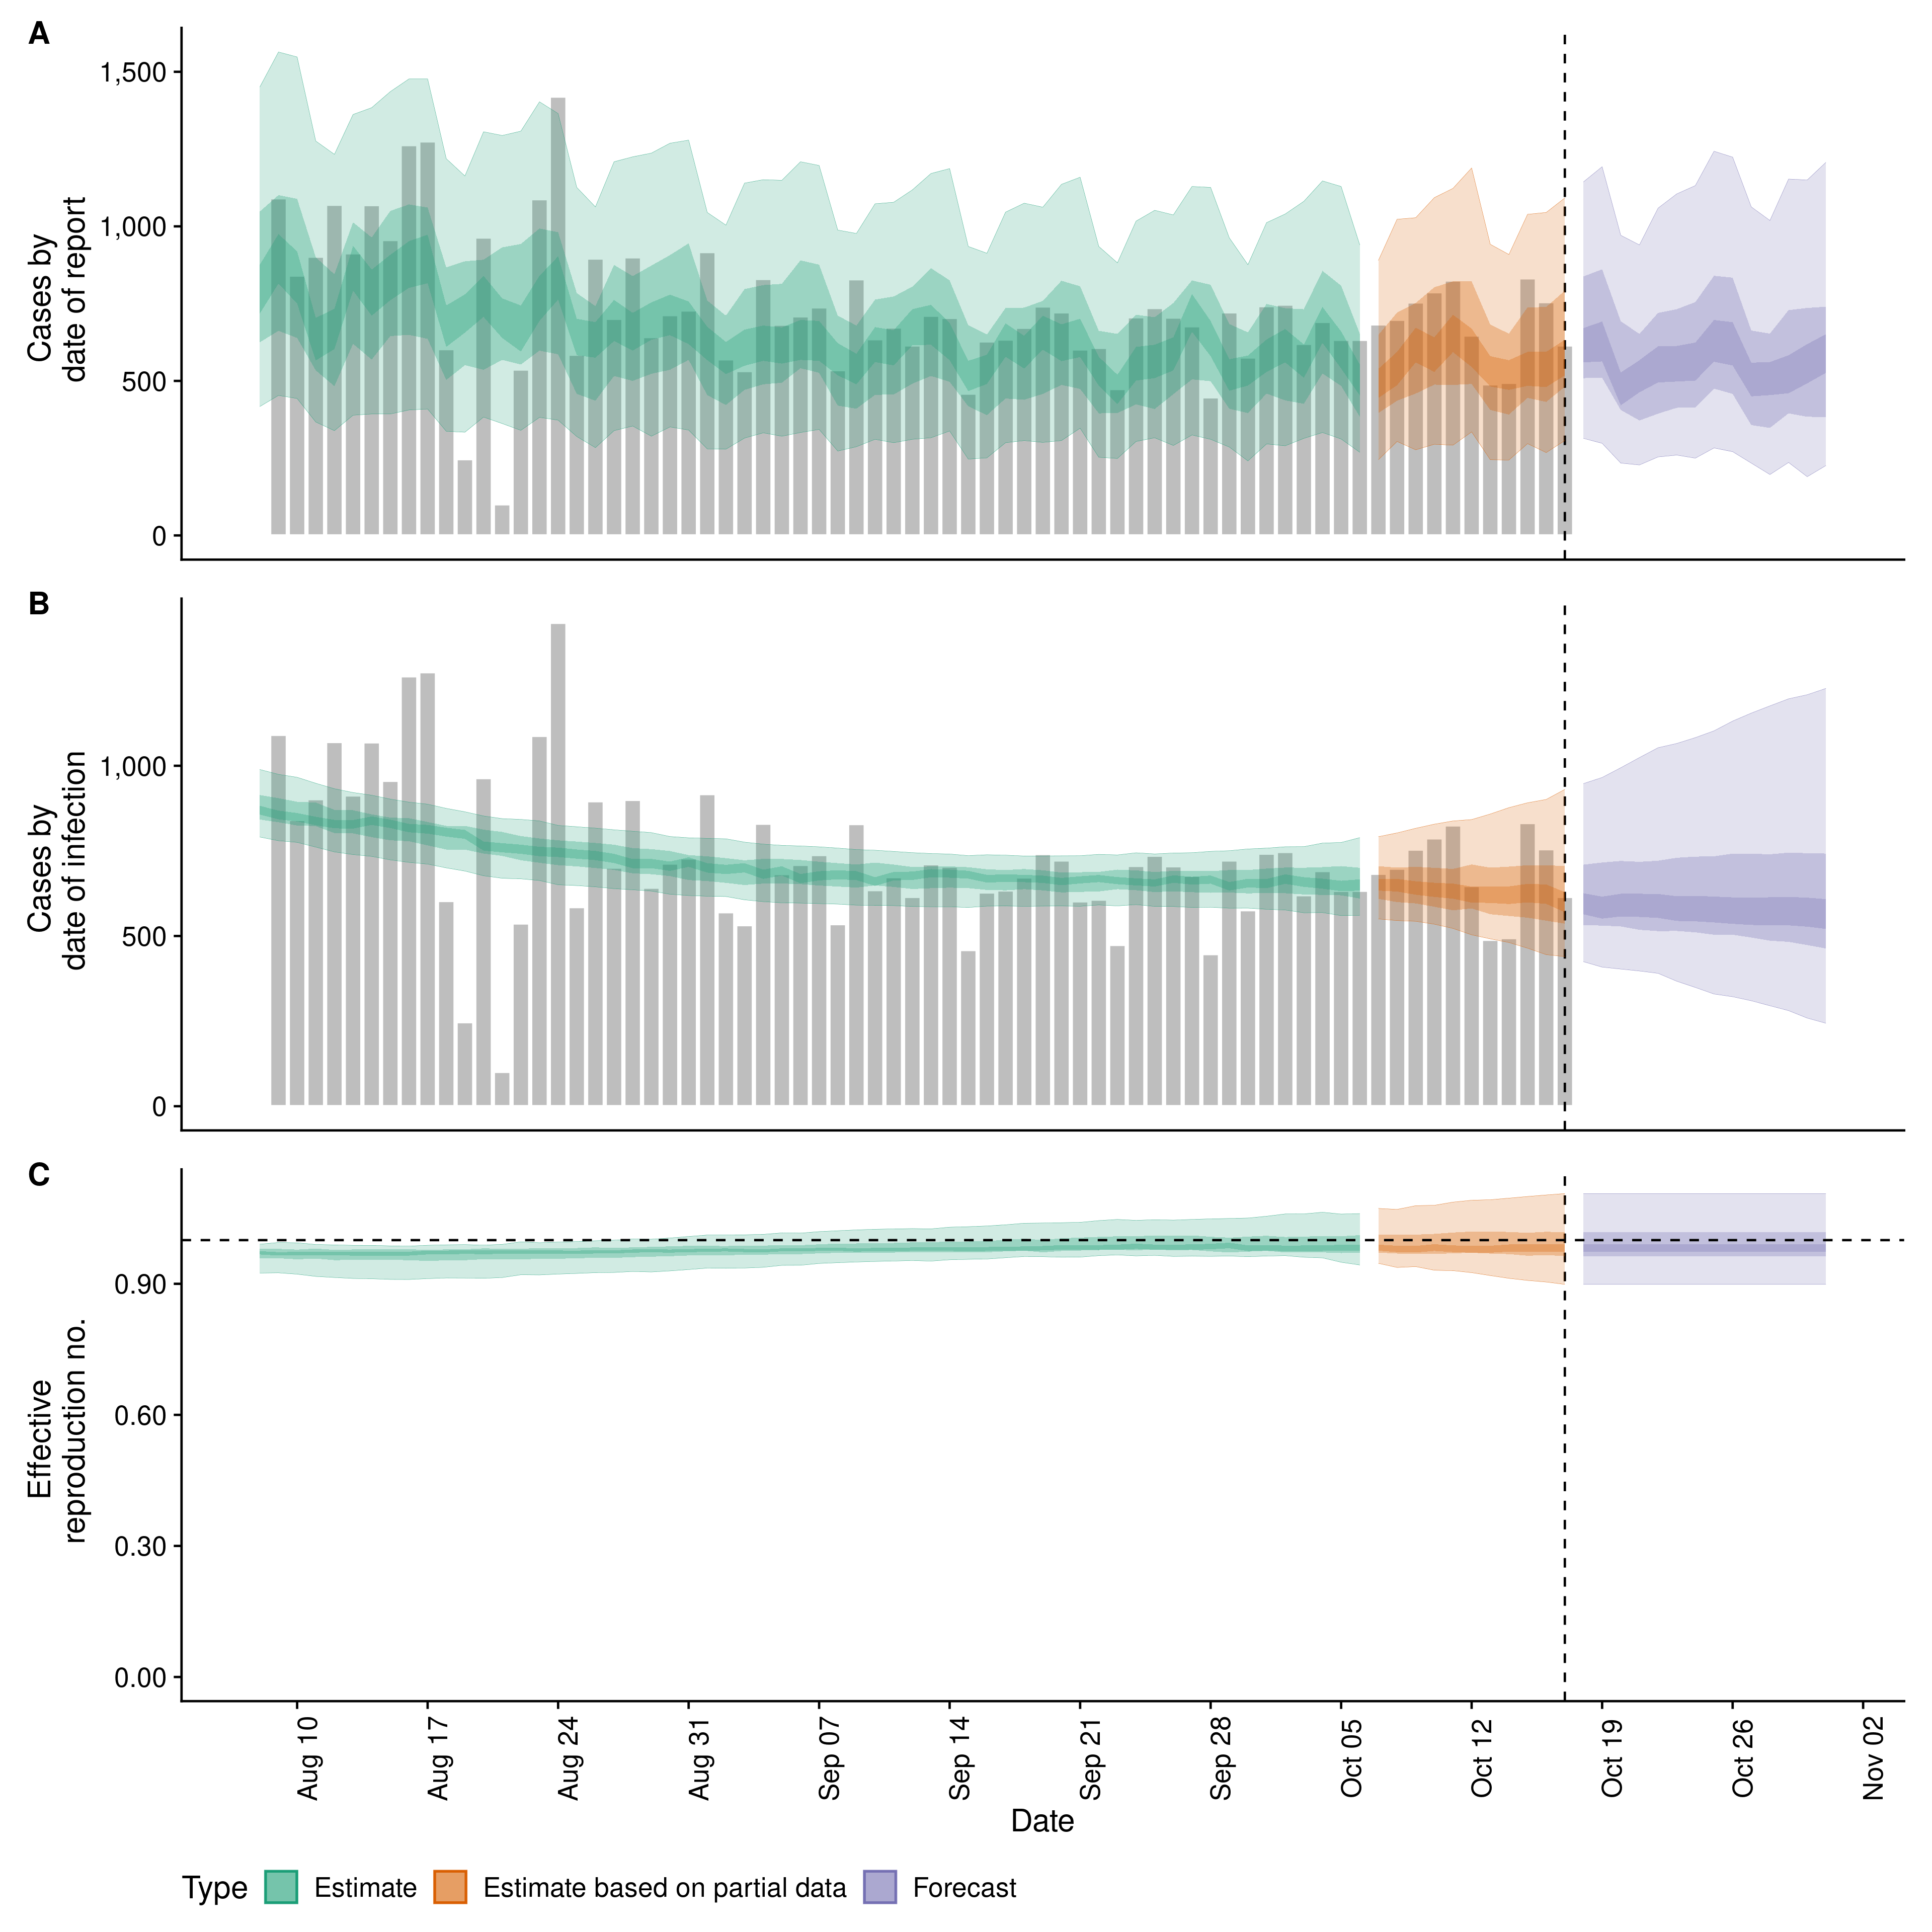 A
Cases by
date of report
1,500
1,000
500
0
B
Cases by
date of infection
1,000
500
0
C
Effective
reproduction no.
0.90
0.60
0.30
0.00
Aug 10
Aug 17
Aug 24
Aug 31
Sep 07
Sep 14
Sep 21
Sep 28
Oct 05
Oct 12
Oct 19
Oct 26
Nov 02
Date
Type Estimate Estimate based on partial data Forecast